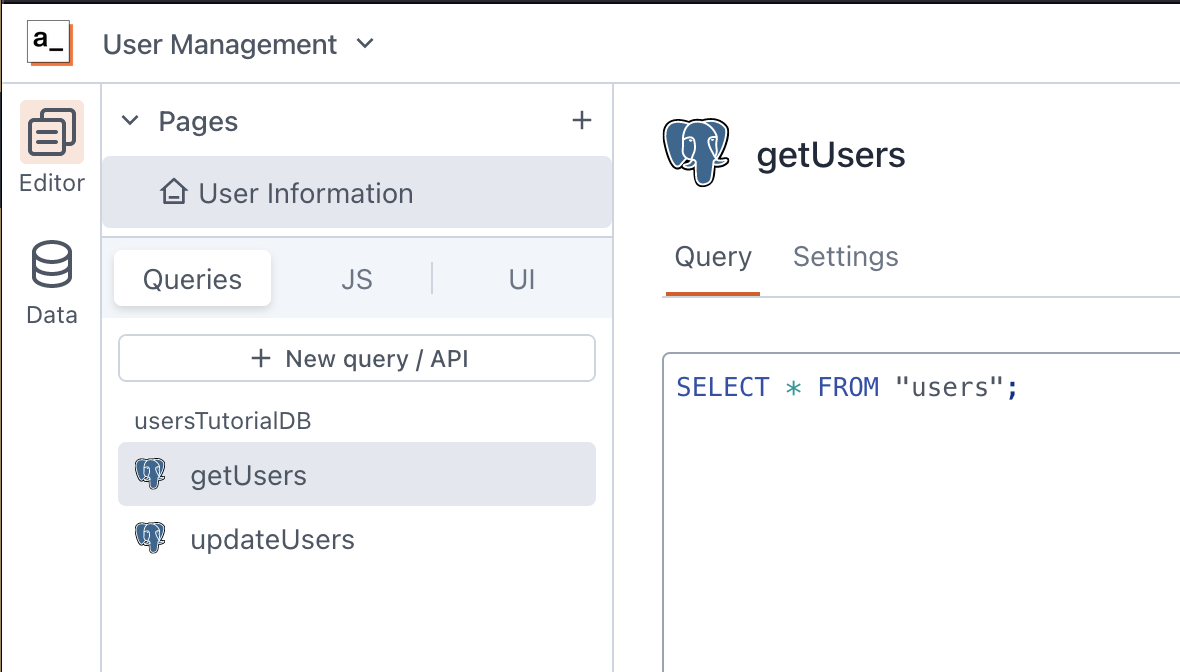 a_
User Management
Editor
Data
Pages
User Information
Queries
JS
UI
+ New query / API
usersTutorialDB
getUsers
updateUsers
getUsers
Query
Settings
SELECT * FROM "users";